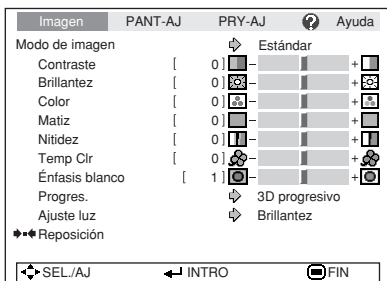 Imagen PANT-AJ PRY-AJ ? Ayuda
Modo de imagen Estándar
Contraste [ 0 ] - +
Brillantez [ 0 ] - +
Color [ 0 ] - +
Matiz [ 0 ] - +
Nitidez [ 0 ] - +
Temp Clr [ 0 ] - +
Énfasis blanco [ 1 ] - +
Progres. 3D progresivo
Ajuste luz Brillantez
Reposición
SEL./AJ INTRO FIN